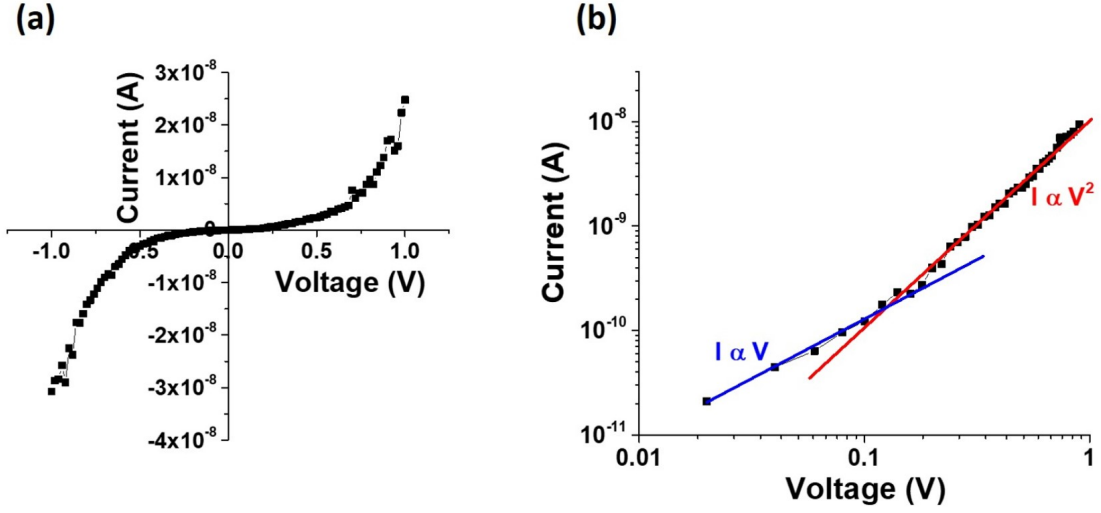 (a)
Current (A)
3x10⁻⁸
2x10⁻⁸
1x10⁻⁸
0
-1x10⁻⁸
-2x10⁻⁸
-3x10⁻⁸
-4x10⁻⁸
-1.0
0.0
0.5
1.0
Voltage (V)
(b)
Current (A)
10⁻⁸
10⁻⁹
10⁻¹⁰
10⁻¹¹
I α V²
I α V
0.01
0.1
1
Voltage (V)